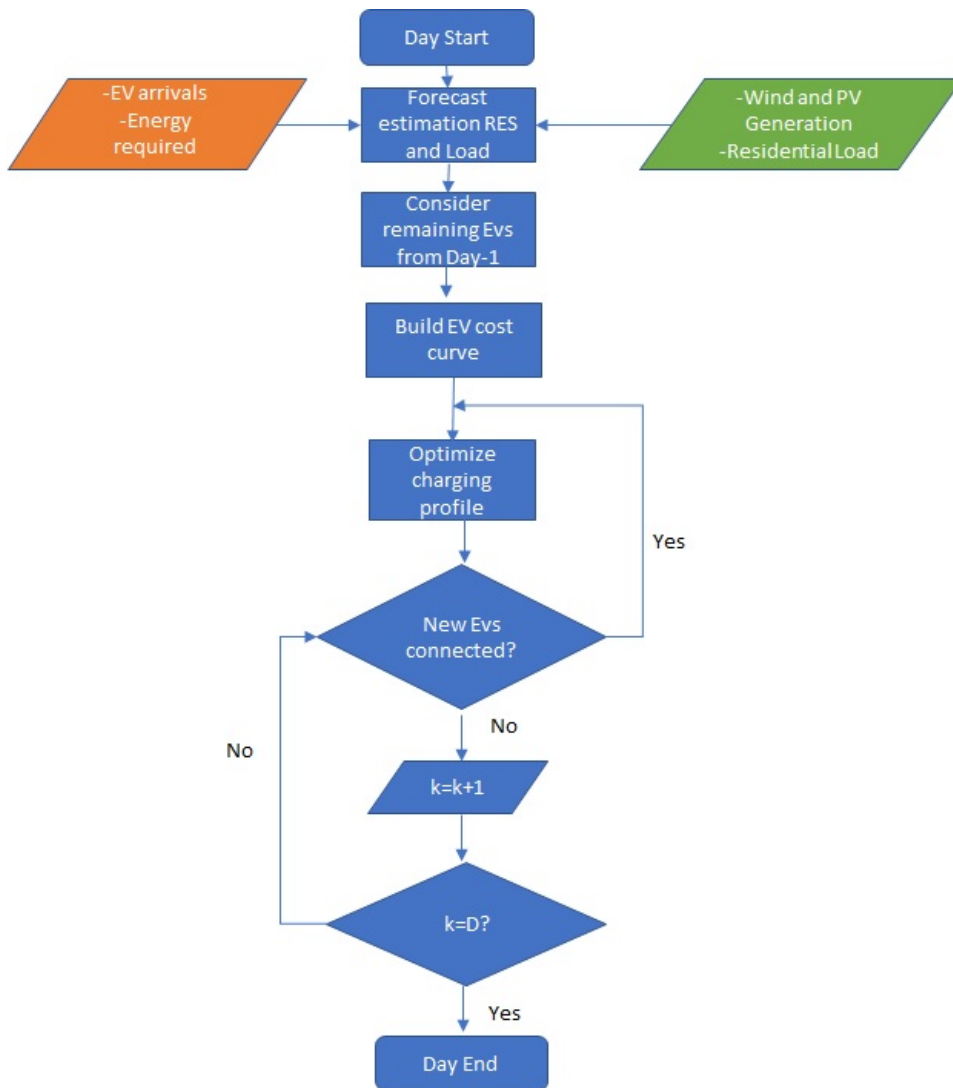 Day Start
-EV arrivals
-Energy
required
Forecast
estimation RES
and Load
-Wind and PV
Generation
-Residential Load
Consider
remaining Evs
from Day-1
Build EV cost
curve
Optimize
charging
profile
Yes
New Evs
connected?
No
No
k=k+1
k=D?
Yes
Day End